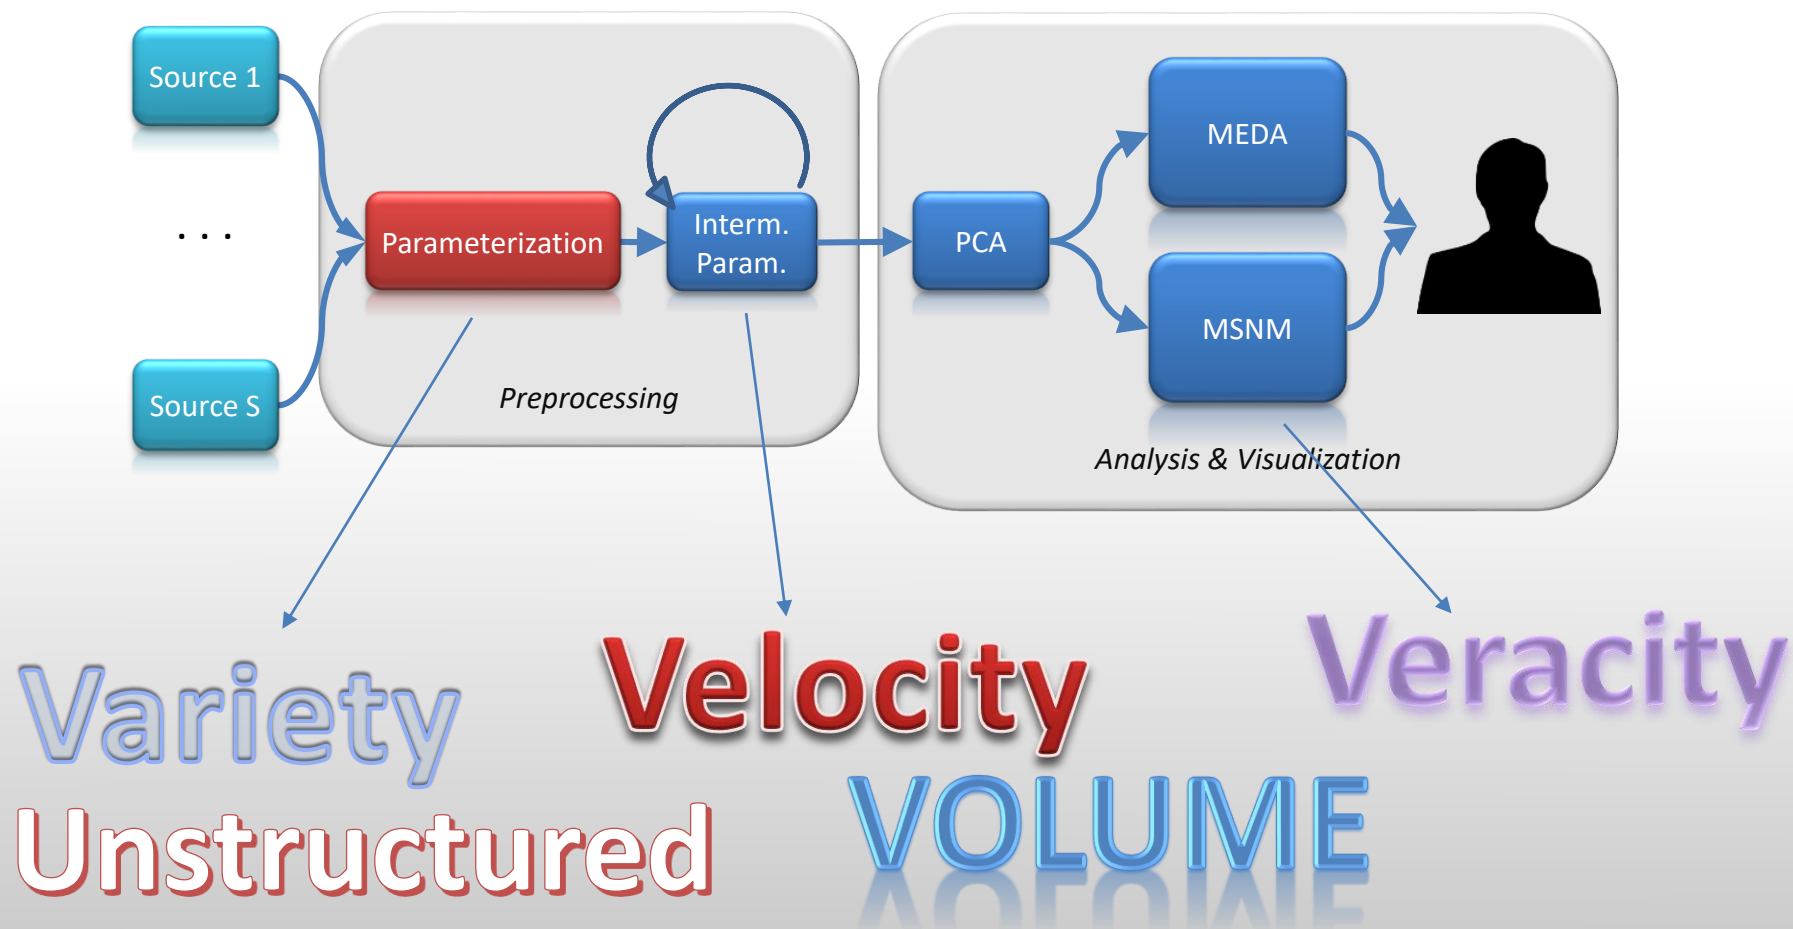 Source 1
. . .
Source S
Parameterization
Interm.
Param.
Preprocessing
PCA
MEDA
MSNM
Analysis & Visualization
Variety
Unstructured
Velocity
VOLUME
Veracity